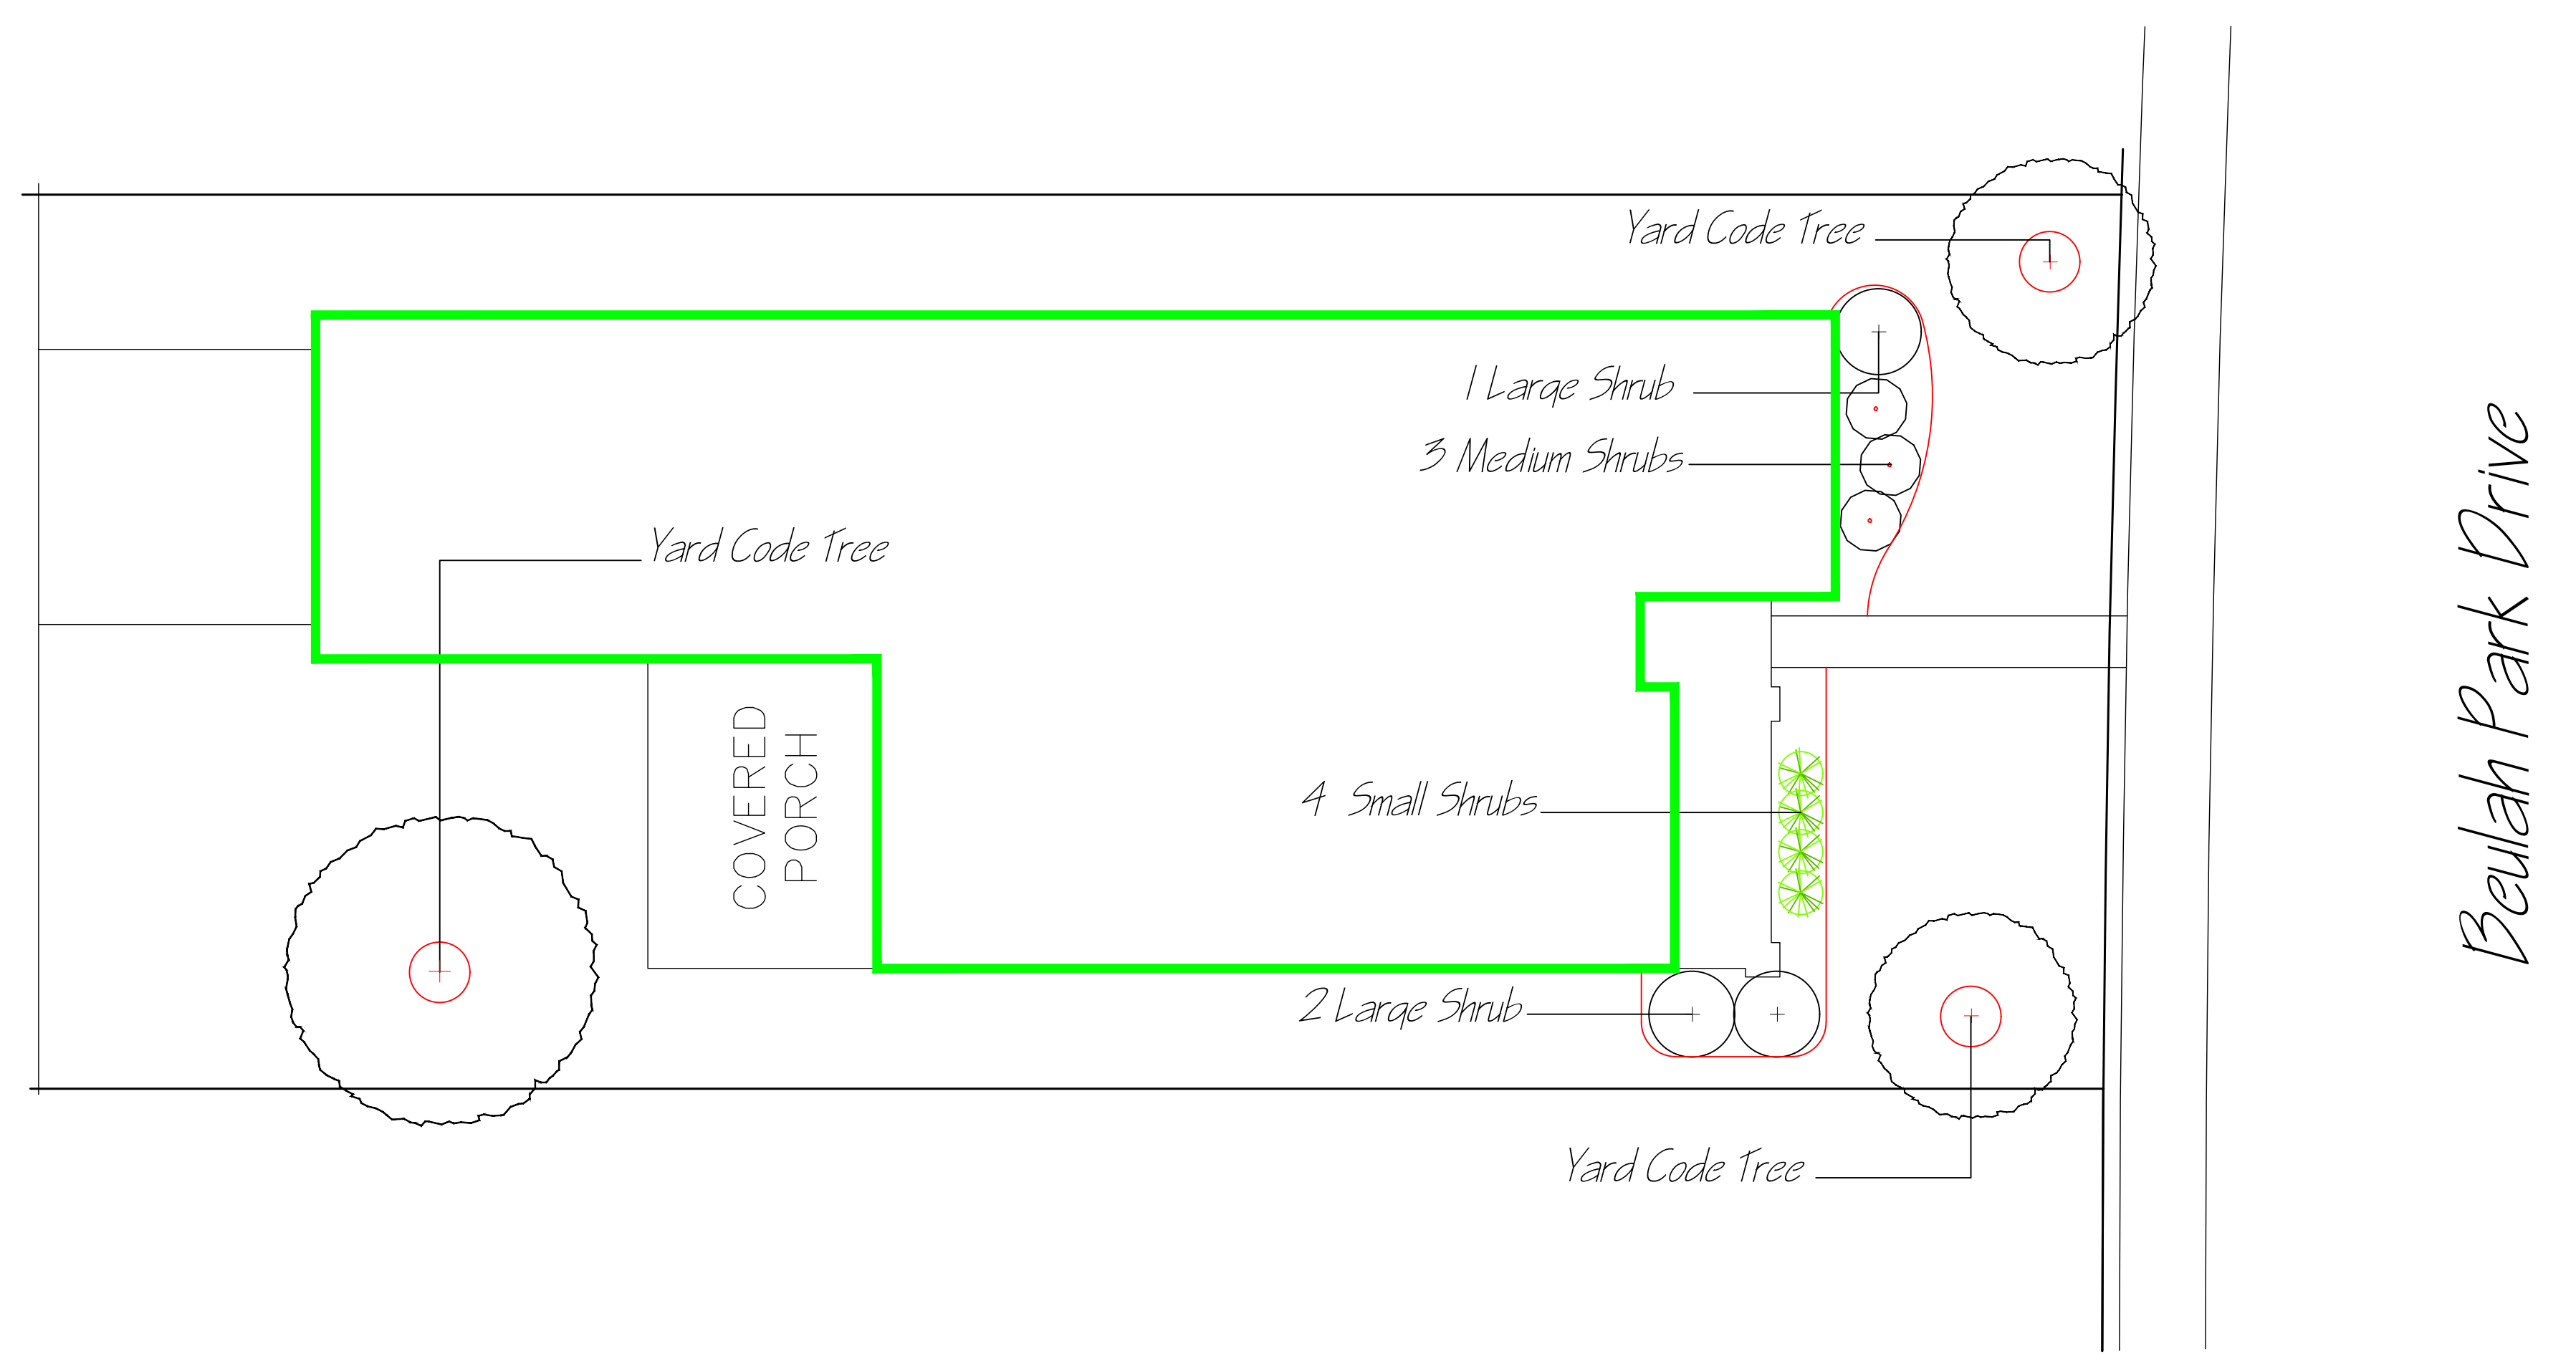 Yard Code Tree
1 Large Shrub
3 Medium Shrubs
Yard Code Tree
COVERED
PORCH
4 Small Shrubs
2 Large Shrub
Yard Code Tree
Beulah Park Drive